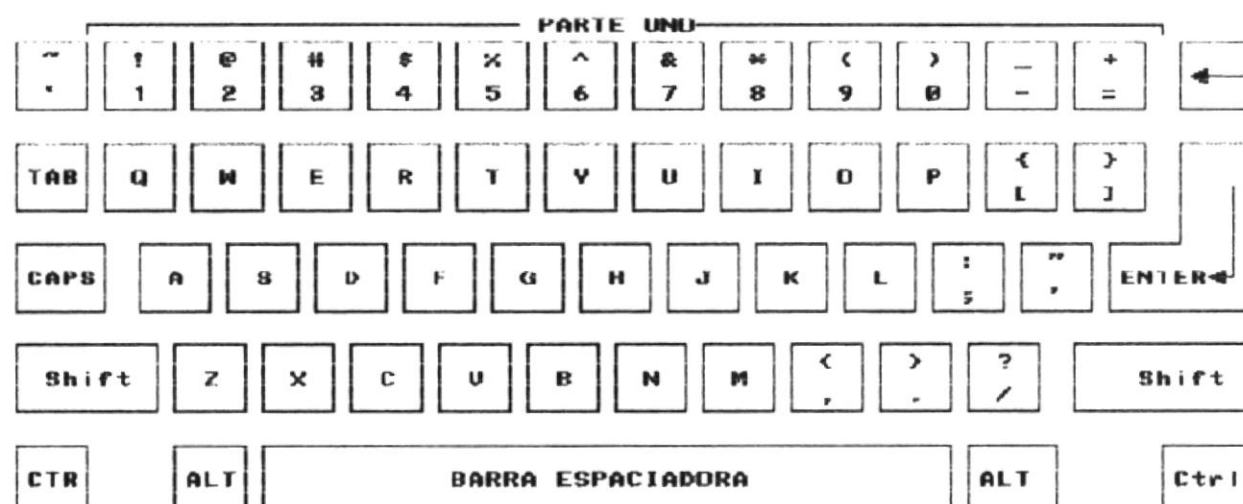 PARTE UNO
~ ! @ # $ % ^ & * ( ) _ +
` 1 2 3 4 5 6 7 8 9 0 - =
TAB Q W E R T Y U I O P { }
[ ]
CAPS A S D F G H J K L : "
; ' ENTER
Shift Z X C V B N M < > ? Shift
, . /
CTR ALT BARRA ESPACIADORA ALT Ctrl